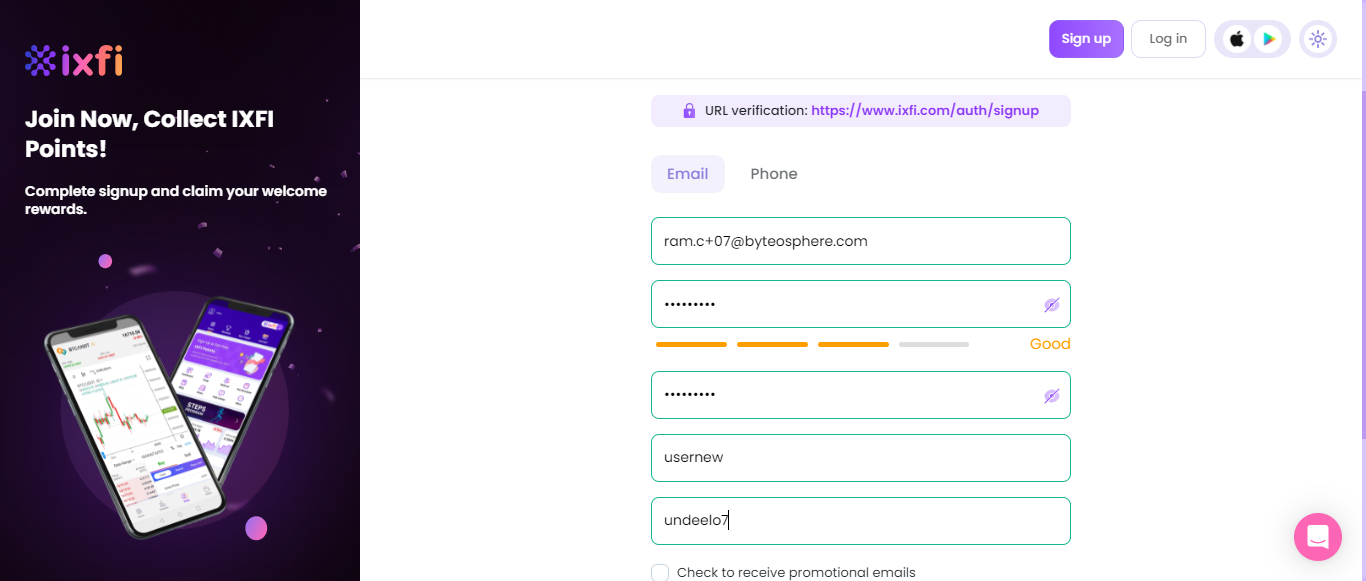 ixfi
Join Now, Collect IXFI
Points!
Complete signup and claim your welcome
rewards.
Sign up
Log in
URL verification: https://www.ixfi.com/auth/signup
Email
Phone
ram.c+07@byteosphere.com
•••••••••
Good
•••••••••
usernew
undeelo7
Check to receive promotional emails